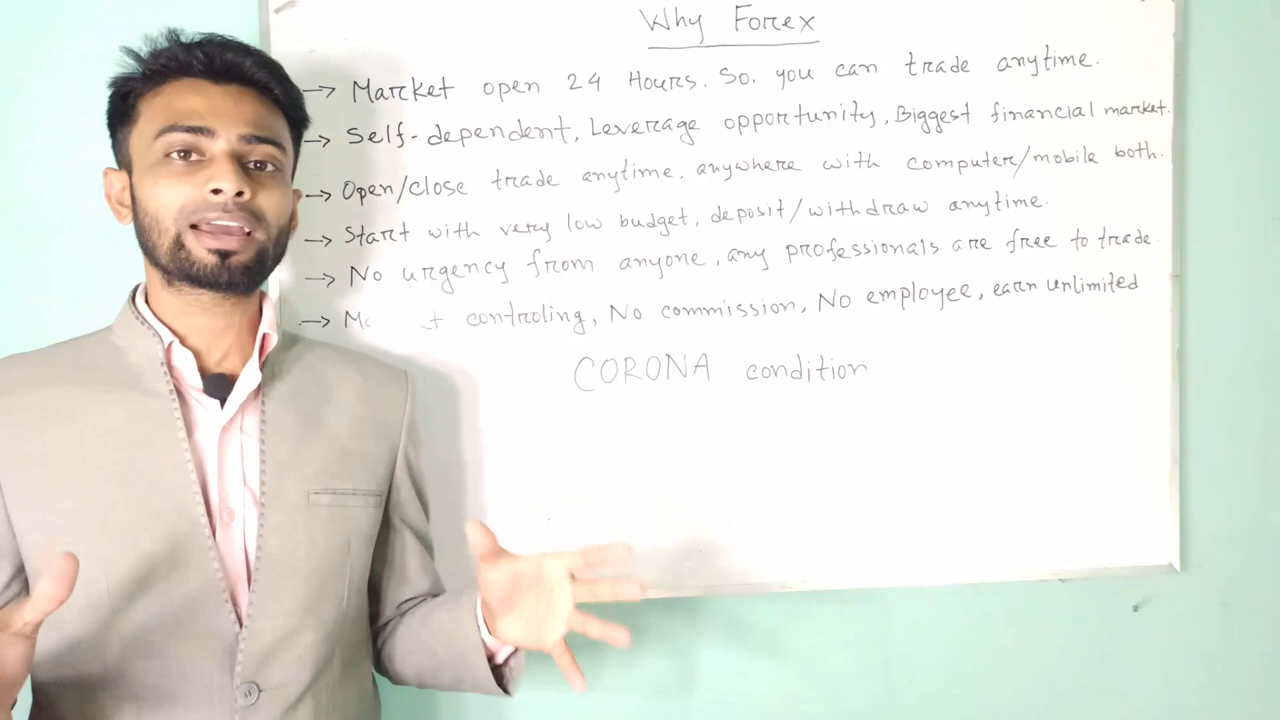 Why Forex
→ Market open 24 Hours. So, you can trade anytime.
→ Self-dependent, Leverage opportunity, Biggest financial market.
→ Open/close trade anytime, anywhere with computer/mobile both.
→ Start with very low budget, deposit/withdraw anytime.
→ No urgency from anyone, any professionals are free to trade.
→ controling, No commission, No employee, earn unlimited
CORONA condition